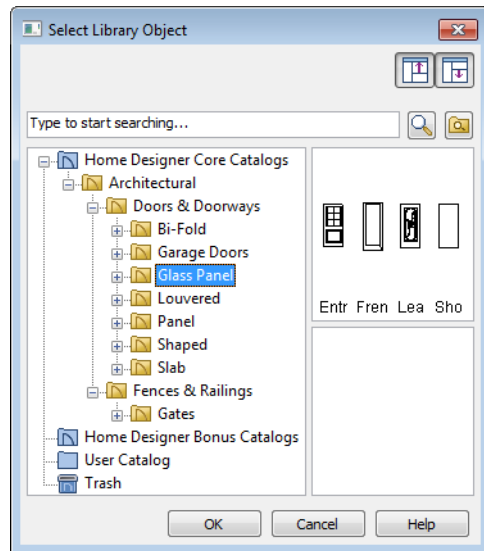 Select Library Object
Type to start searching...
Home Designer Core Catalogs
Architectural
Doors & Doorways
Bi-Fold
Garage Doors
Glass Panel
Louvered
Panel
Shaped
Slab
Fences & Railings
Gates
Home Designer Bonus Catalogs
User Catalog
Trash
Entr Fren Lea Sho
OK Cancel Help